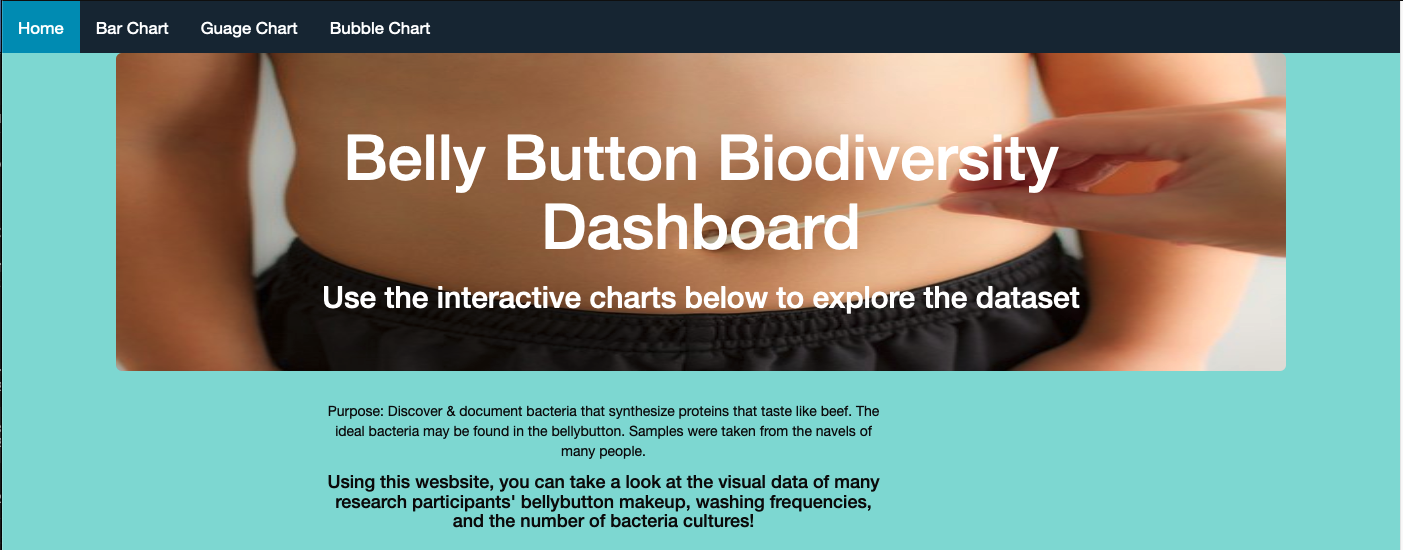 Home Bar Chart Guage Chart Bubble Chart
Belly Button Biodiversity
Dashboard
Use the interactive charts below to explore the dataset
Purpose: Discover & document bacteria that synthesize proteins that taste like beef. The
ideal bacteria may be found in the bellybutton. Samples were taken from the navels of
many people.
Using this wesbsite, you can take a look at the visual data of many
research participants' bellybutton makeup, washing frequencies,
and the number of bacteria cultures!